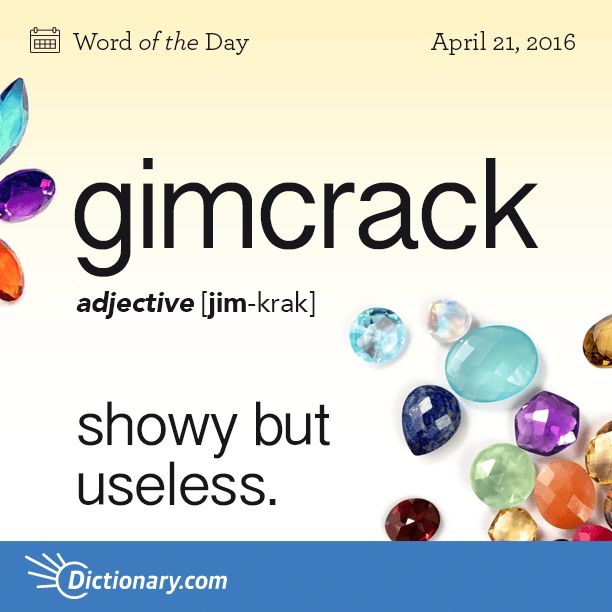 Word of the Day
April 21, 2016
gimcrack
adjective [jim-krak]
showy but
useless.
Dictionary.com